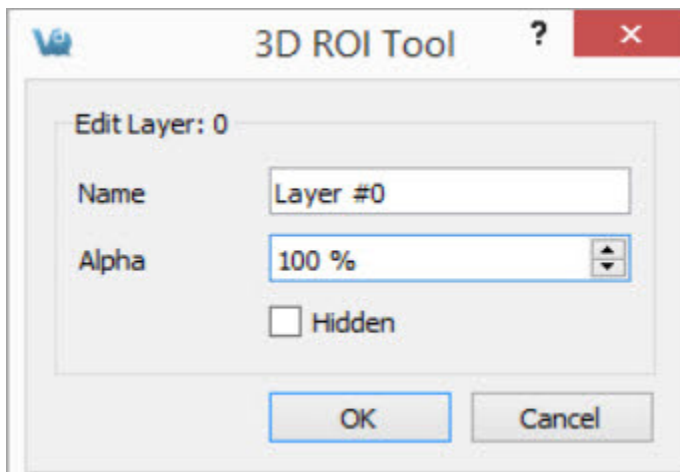 3D ROI Tool ?
Edit Layer: 0
Name Layer #0
Alpha 100 %
Hidden
OK Cancel